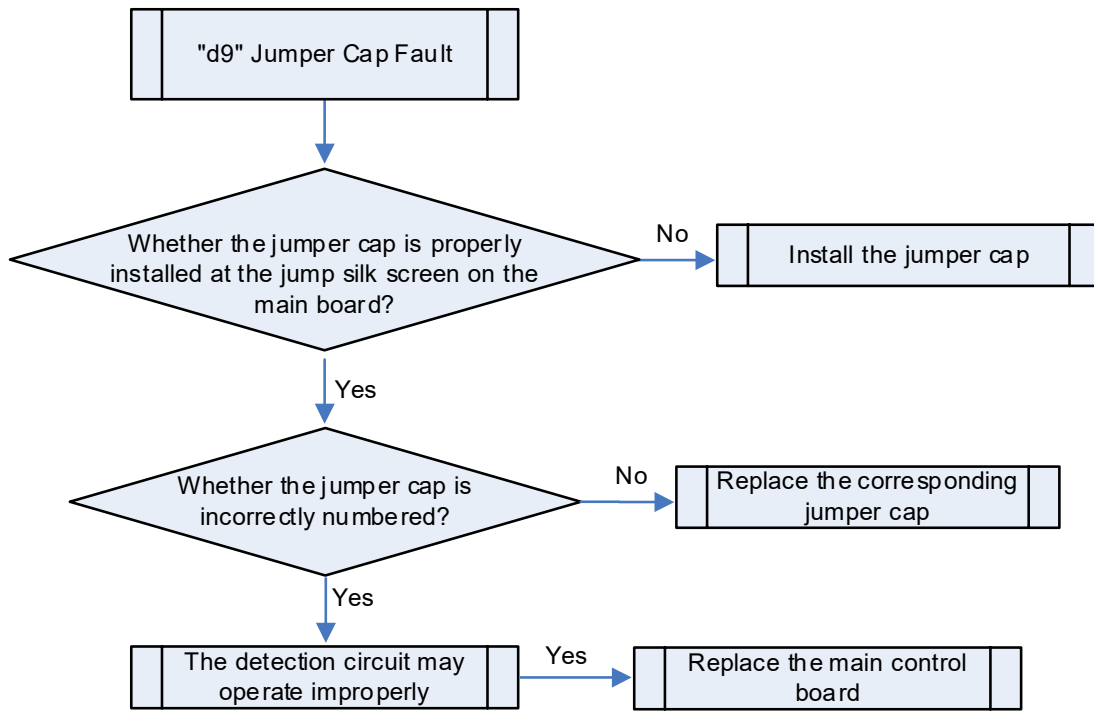 "d9" Jumper Cap Fault
Whether the jumper cap is properly
installed at the jump silk screen on the
main board?
No
Install the jumper cap
Yes
Whether the jumper cap is
incorrectly numbered?
No
Replace the corresponding
jumper cap
Yes
The detection circuit may
operate improperly
Yes
Replace the main control
board